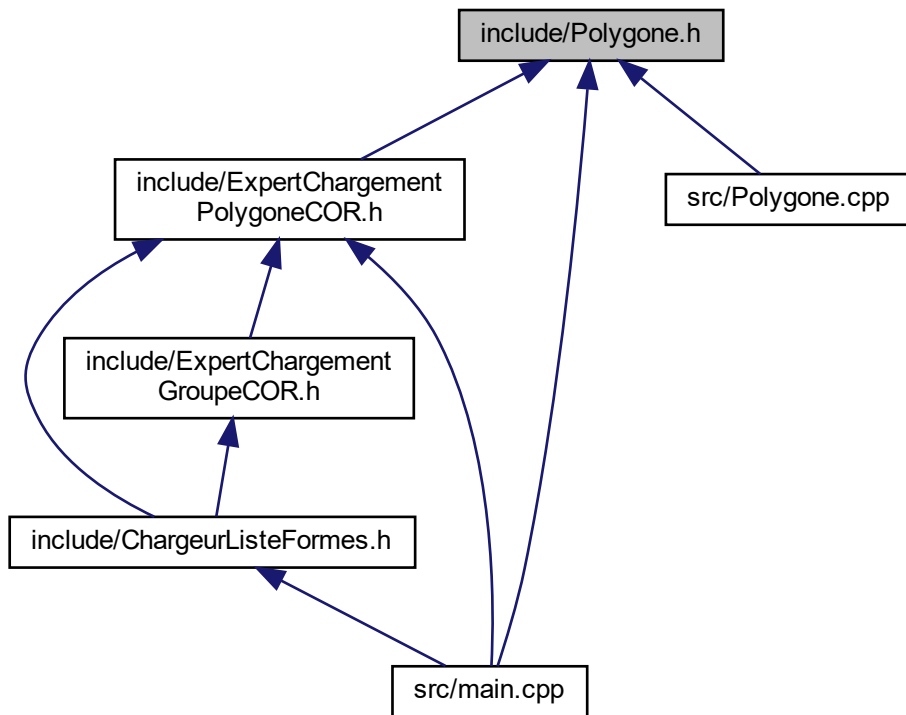 include/Polygone.h
include/ExpertChargement
PolygoneCOR.h
src/Polygone.cpp
include/ExpertChargement
GroupeCOR.h
include/ChargeurListeFormes.h
src/main.cpp